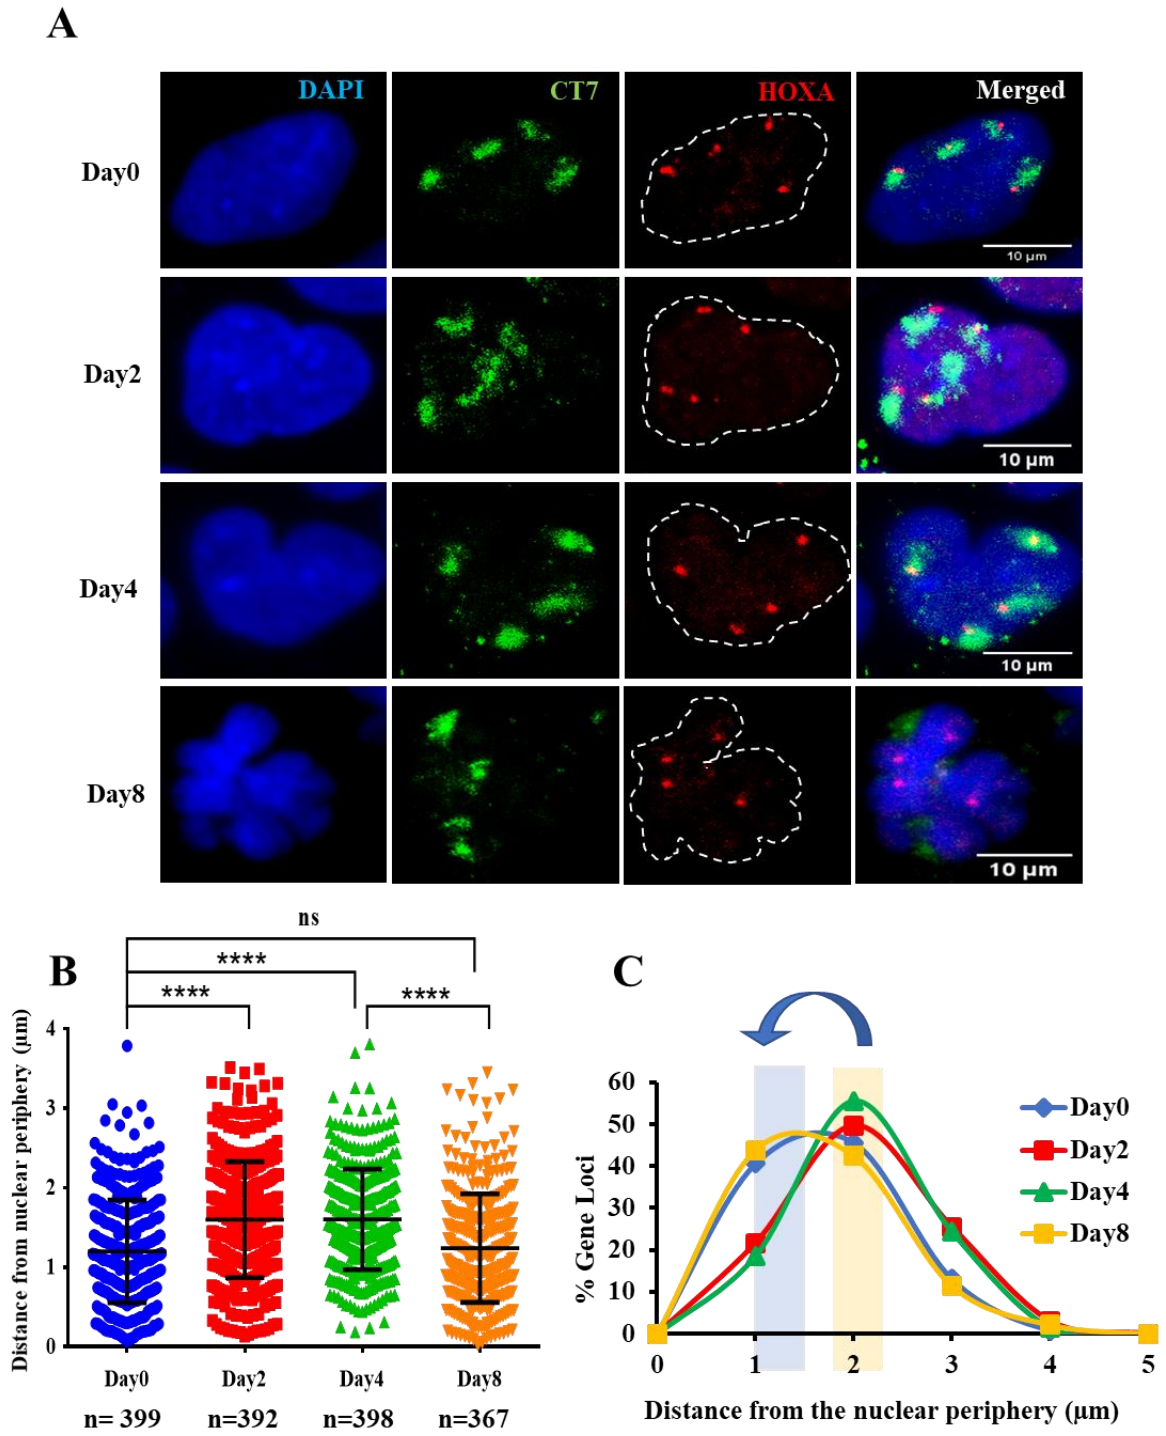 A
DAPI
CT7
HOXA
Merged
Day0
10 µm
Day2
10 µm
Day4
10 µm
Day8
10 µm
B
ns
****
****
****
Distance from nuclear periphery (µm)
4
3
2
1
0
Day0
Day2
Day4
Day8
n= 399
n=392
n=398
n=367
C
% Gene Loci
60
50
40
30
20
10
0
0
1
2
3
4
5
Day0
Day2
Day4
Day8
Distance from the nuclear periphery (µm)